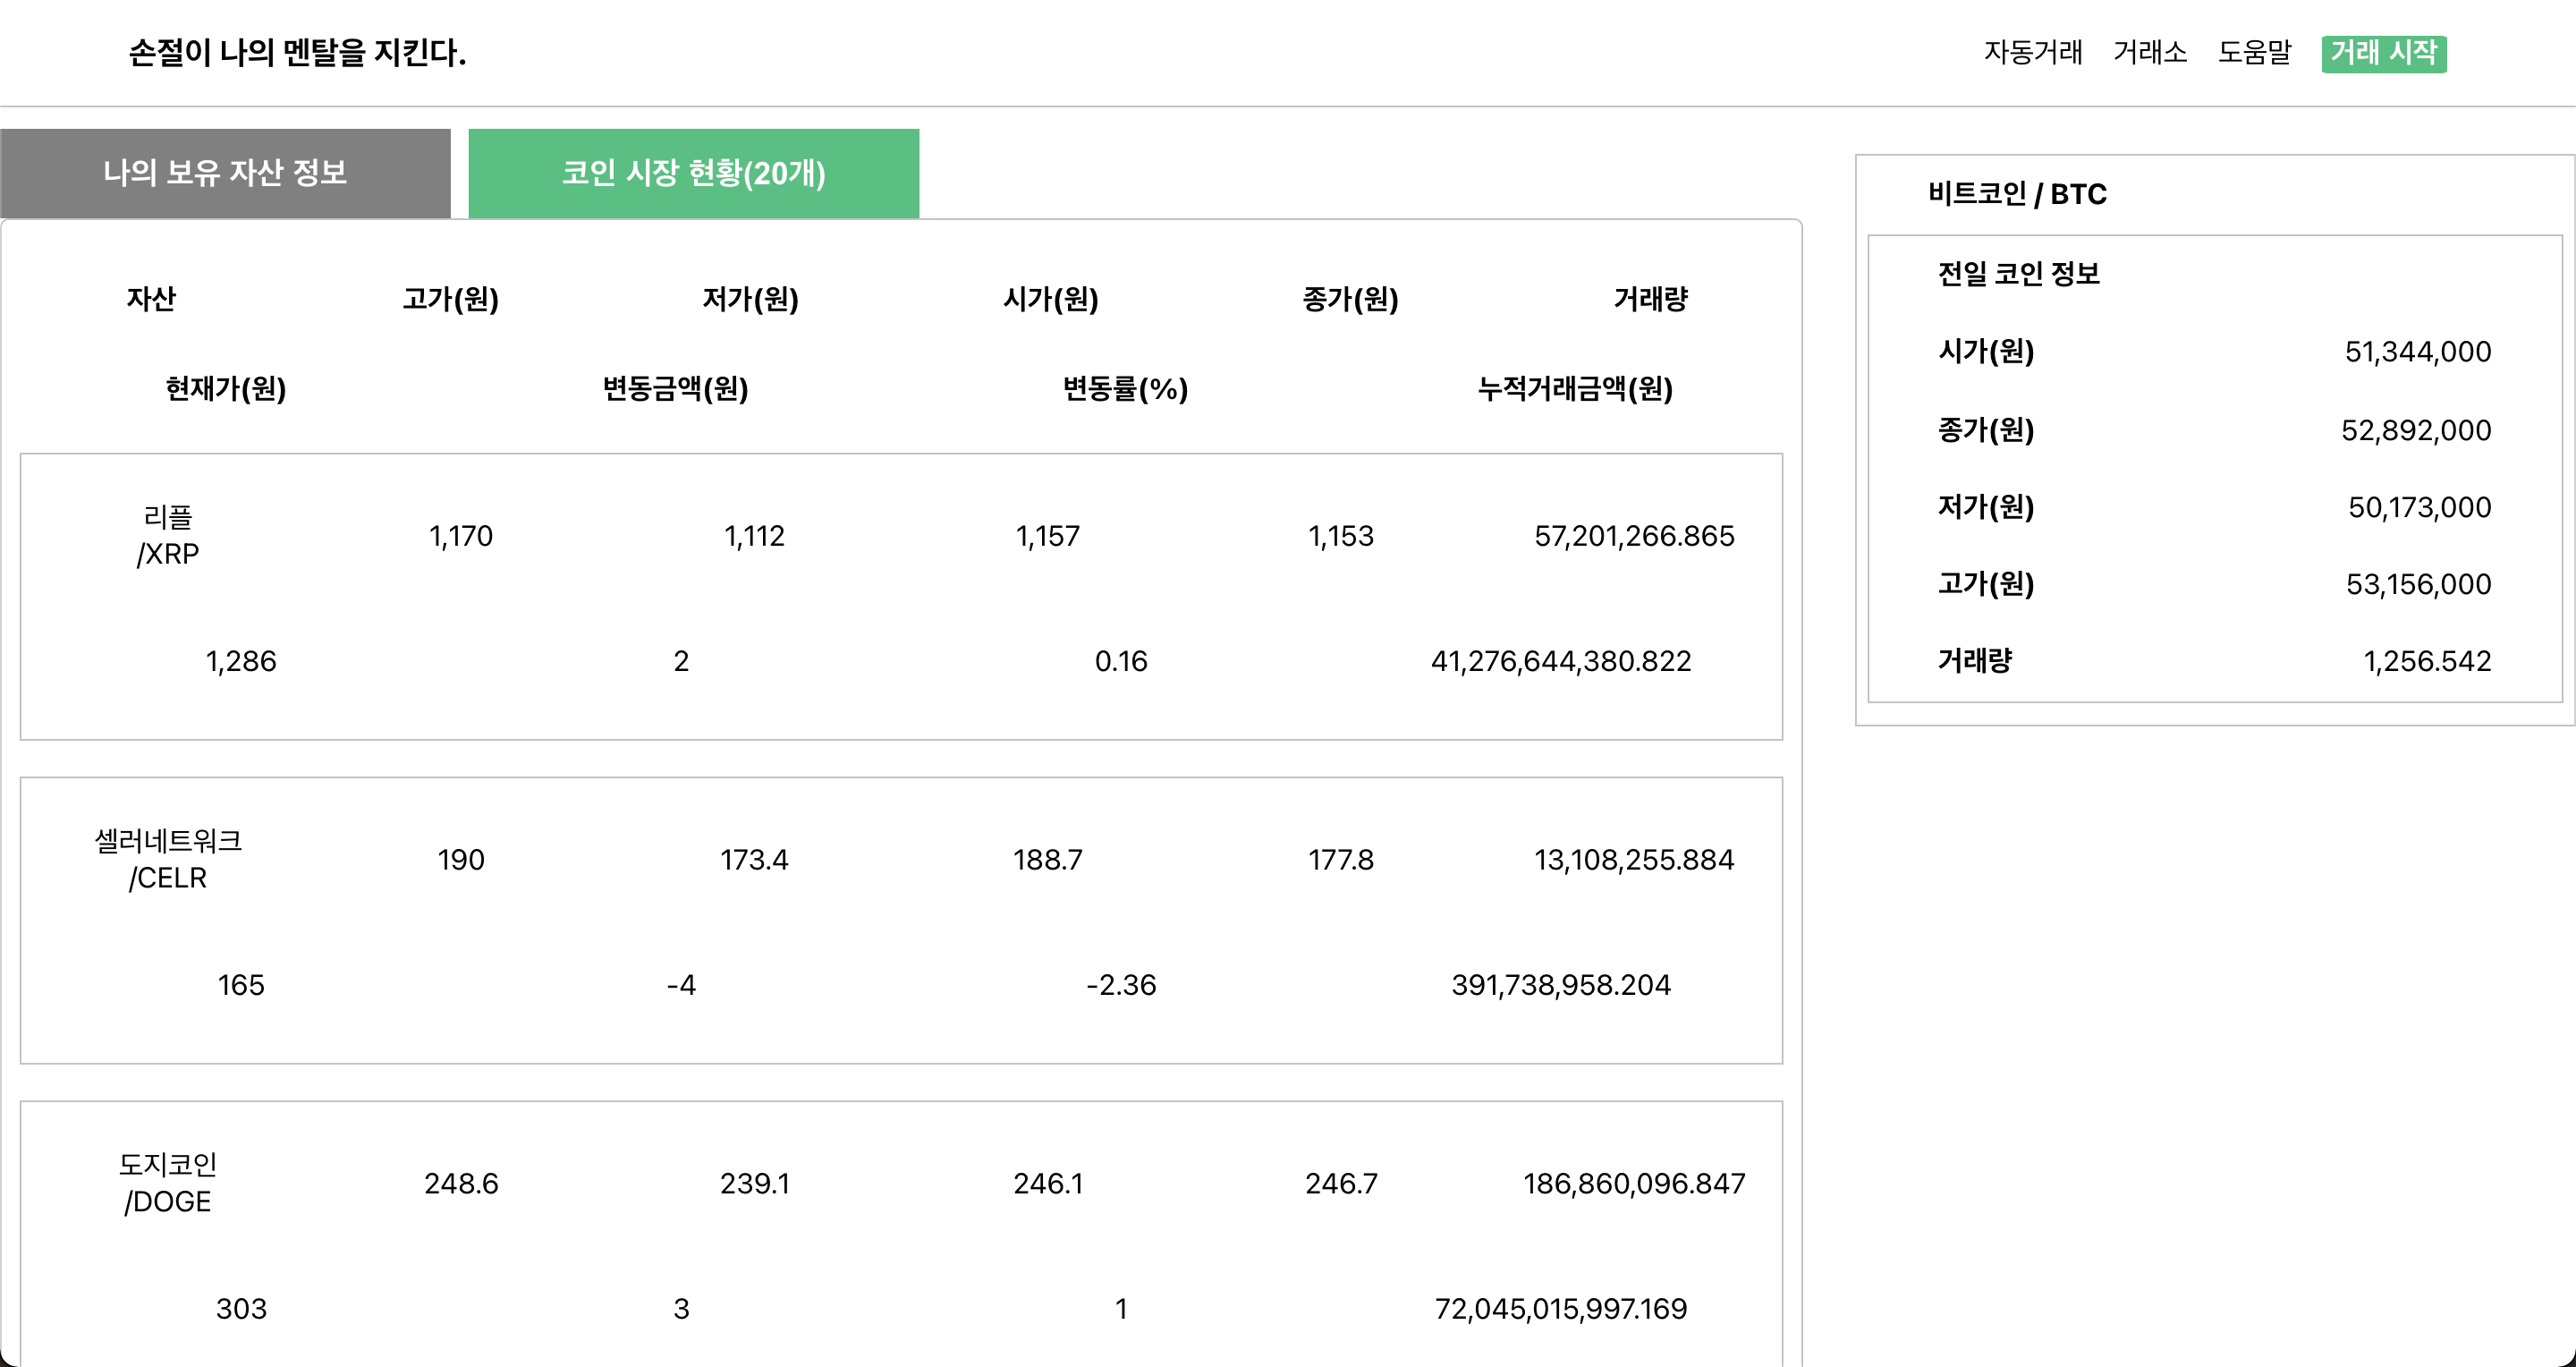 손절이 나의 멘탈을 지킨다.
자동거래 거래소 도움말 거래 시작
나의 보유 자산 정보 코인 시장 현황(20개)
자산 고가(원) 저가(원) 시가(원) 종가(원) 거래량
현재가(원) 변동금액(원) 변동률(%) 누적거래금액(원)
리플
/XRP
1,170 1,112 1,157 1,153 57,201,266.865
1,286 2 0.16 41,276,644,380.822
셀러네트워크
/CELR
190 173.4 188.7 177.8 13,108,255.884
165 -4 -2.36 391,738,958.204
도지코인
/DOGE
248.6 239.1 246.1 246.7 186,860,096.847
303 3 1 72,045,015,997.169
비트코인 / BTC
전일 코인 정보
시가(원) 51,344,000
종가(원) 52,892,000
저가(원) 50,173,000
고가(원) 53,156,000
거래량 1,256.542